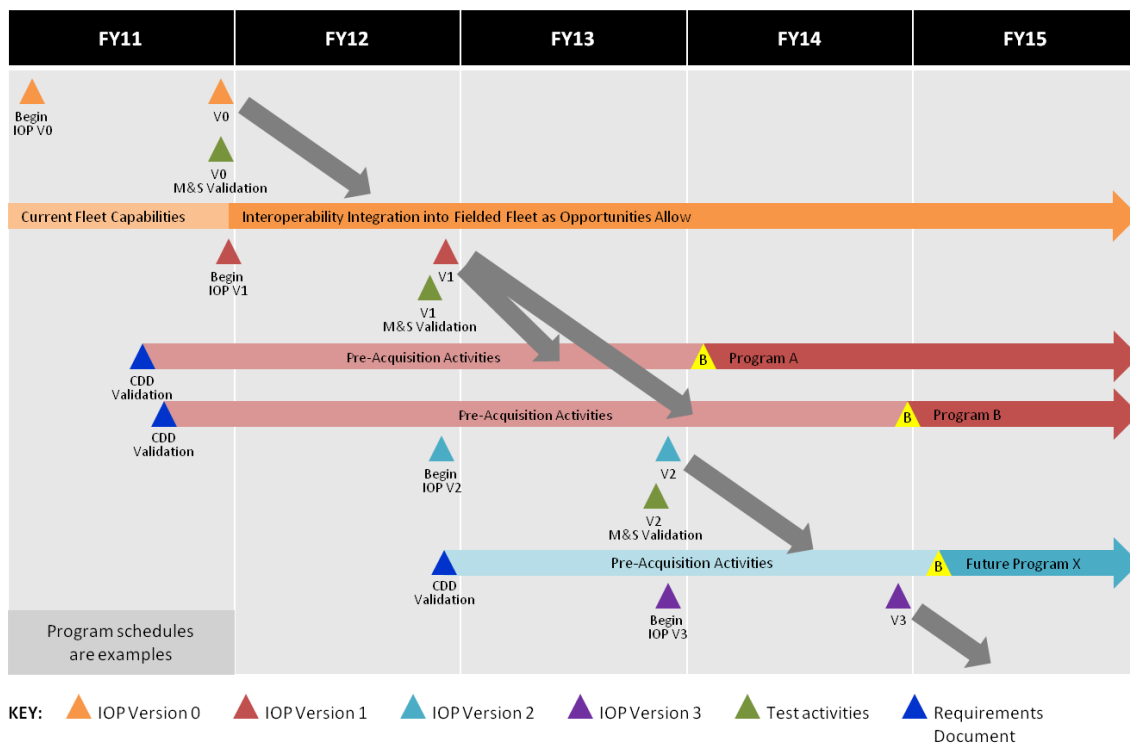 FY11
FY12
FY13
FY14
FY15
Begin
IOP V0
V0
V0
M&S Validation
Current Fleet Capabilities
Interoperability Integration into Fielded Fleet as Opportunities Allow
Begin
IOP V1
V1
V1
M&S Validation
Pre-Acquisition Activities
B
Program A
CDD
Validation
Pre-Acquisition Activities
B
Program B
CDD
Validation
Begin
IOP V2
V2
V2
M&S Validation
Pre-Acquisition Activities
B
Future Program X
CDD
Validation
Begin
IOP V3
V3
Program schedules
are examples
KEY:
IOP Version 0
IOP Version 1
IOP Version 2
IOP Version 3
Test activities
Requirements
Document